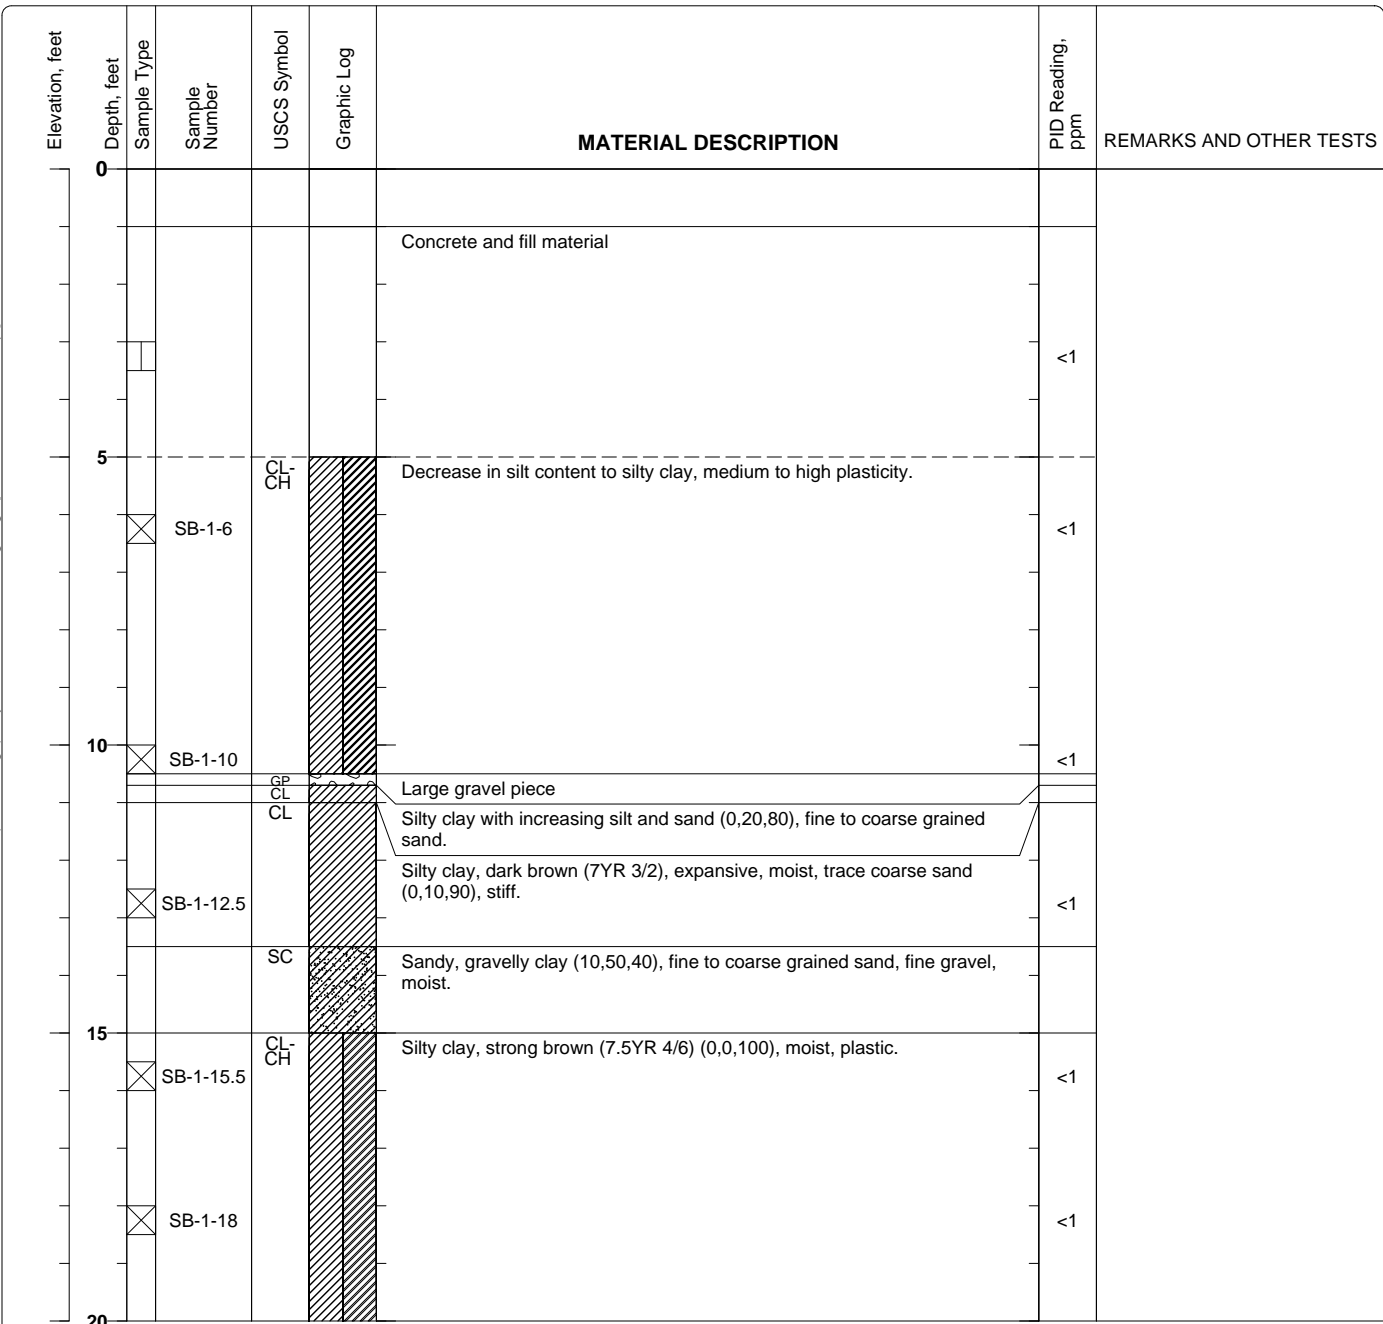 Elevation, feet
Depth, feet
Sample Type
Sample
Number
USCS Symbol
Graphic Log
MATERIAL DESCRIPTION
PID Reading,
ppm
REMARKS AND OTHER TESTS
0
Concrete and fill material
<1
5
CL-
CH
Decrease in silt content to silty clay, medium to high plasticity.
SB-1-6
<1
10
SB-1-10
<1
GP
Large gravel piece
CL
CL
Silty clay with increasing silt and sand (0,20,80), fine to coarse grained
sand.
Silty clay, dark brown (7YR 3/2), expansive, moist, trace coarse sand
(0,10,90), stiff.
SB-1-12.5
<1
SC
Sandy, gravelly clay (10,50,40), fine to coarse grained sand, fine gravel,
moist.
15
CL-
CH
Silty clay, strong brown (7.5YR 4/6) (0,0,100), moist, plastic.
SB-1-15.5
<1
SB-1-18
<1
20